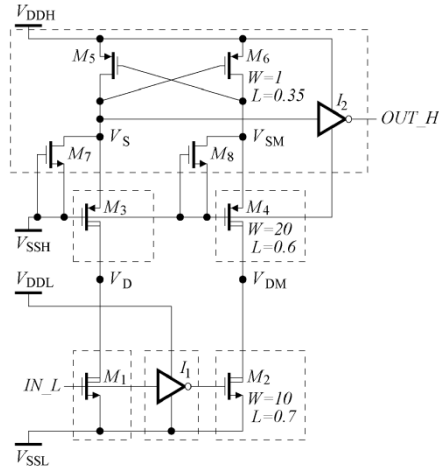 V_DDH
M_5
M_6
W=1
L=0.35
I_2
OUT_H
V_S
V_SM
M_7
M_8
M_3
M_4
W=20
L=0.6
V_SSH
V_D
V_DM
V_DDL
IN_L
M_1
I_1
M_2
W=10
L=0.7
V_SSL